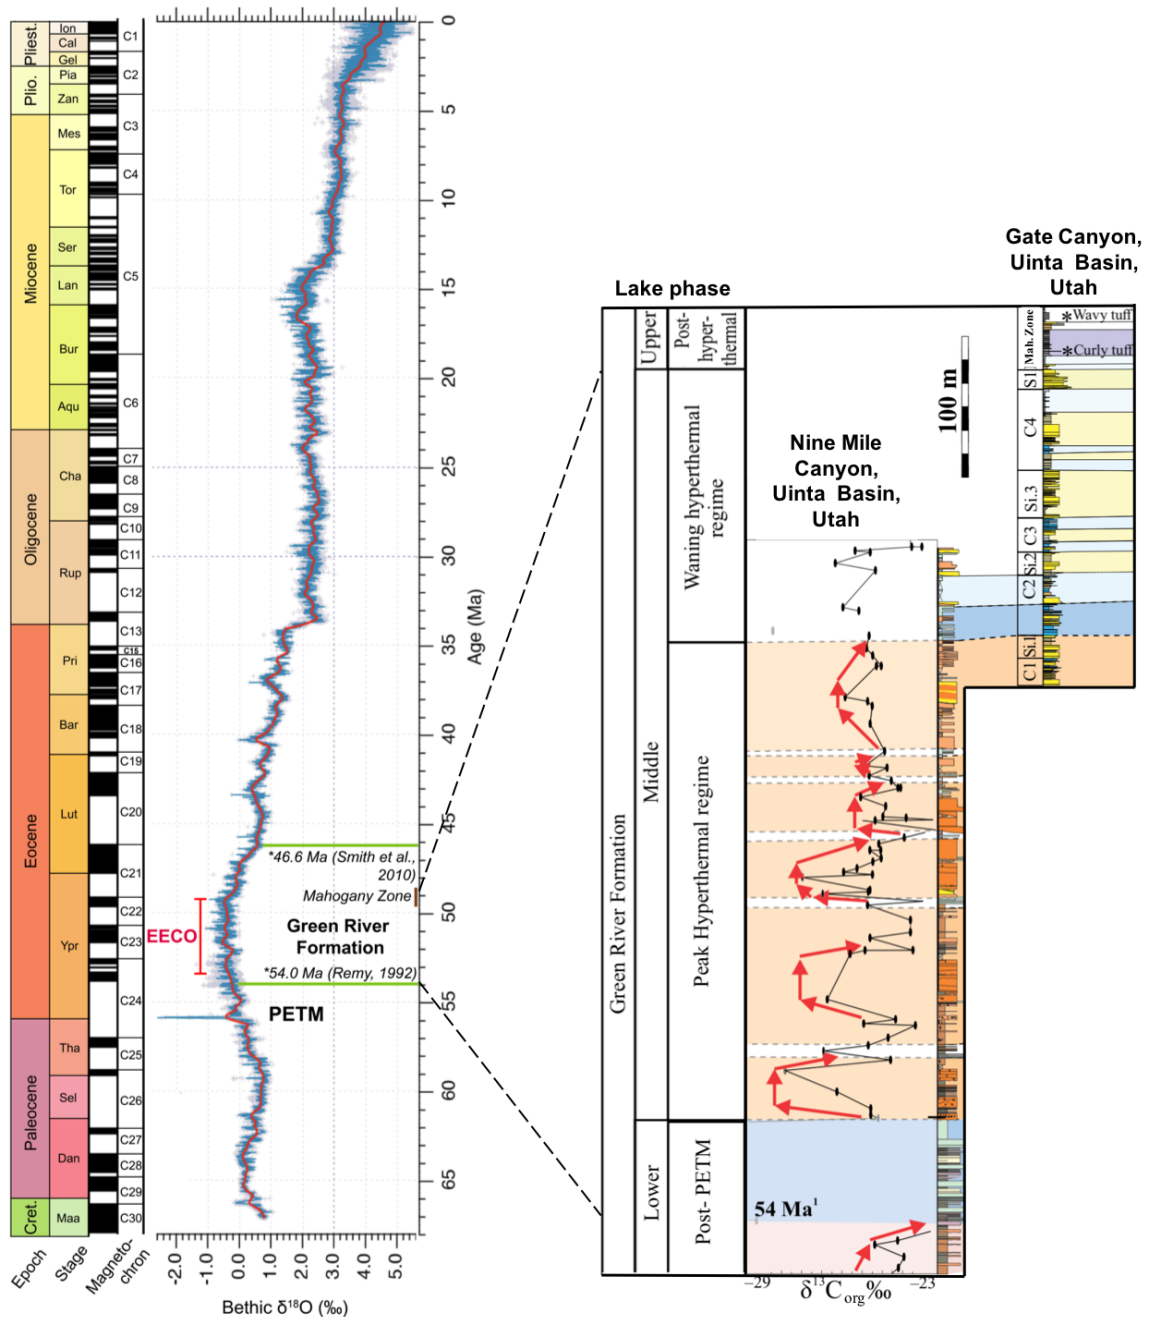 Pliest.
Plio.
Miocene
Oligocene
Eocene
Paleocene
Cret.
Ion
Cal
Gel
Pia
Zan
Mes
Tor
Ser
Lan
Bur
Aqu
Cha
Rup
Pri
Bar
Lut
Ypr
Tha
Sel
Dan
Maa
C1
C2
C3
C4
C5
C6
C7
C8
C9
C10
C11
C12
C13
C15
C16
C17
C18
C19
C20
C21
C22
C23
C24
C25
C26
C27
C28
C29
C30
Epoch
Stage
Magneto-
chron
-2.0
-1.0
0.0
1.0
2.0
3.0
4.0
5.0
Bethic δ¹⁸O (‰)
0
5
10
15
20
25
30
35
40
45
50
55
60
65
Age (Ma)
*46.6 Ma (Smith et al.,
2010)
Mahogany Zone
EECO
Green River
Formation
*54.0 Ma (Remy, 1992)
PETM
Lake phase
Green River Formation
Upper
Middle
Lower
Post-
hyper-
thermal
Waning hyperthermal
regime
Peak Hyperthermal regime
Post- PETM
Nine Mile
Canyon,
Uinta Basin,
Utah
100 m
54 Ma¹
−29
−23
δ¹³C org‰
Gate Canyon,
Uinta Basin,
Utah
Mah. Zone
S1
C4
Si.3
C3
Si.2
C2
Si.1
C1
*Wavy tuff
*Curly tuff